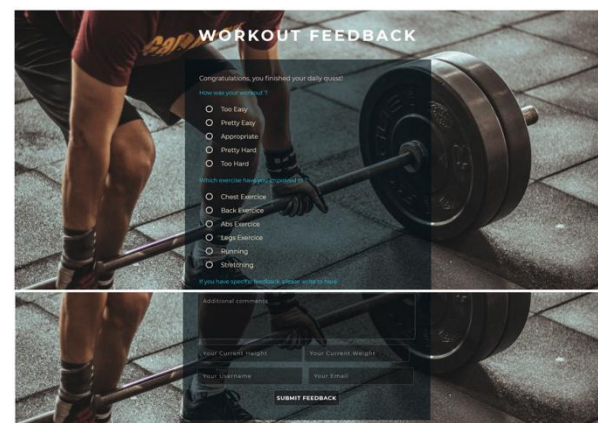 WORKOUT FEEDBACK
Congratulations, you finished your daily quest!
How was your workout ?
Too Easy
Pretty Easy
Appropriate
Pretty Hard
Too Hard
Which exercise have you improved in ?
Chest Exercice
Back Exercice
Abs Exercice
Legs Exercice
Running
Stretching
If you have specific feedback, please write to here
Additional comments
Your Current Height Your Current Weight
Your Username Your Email
SUBMIT FEEDBACK